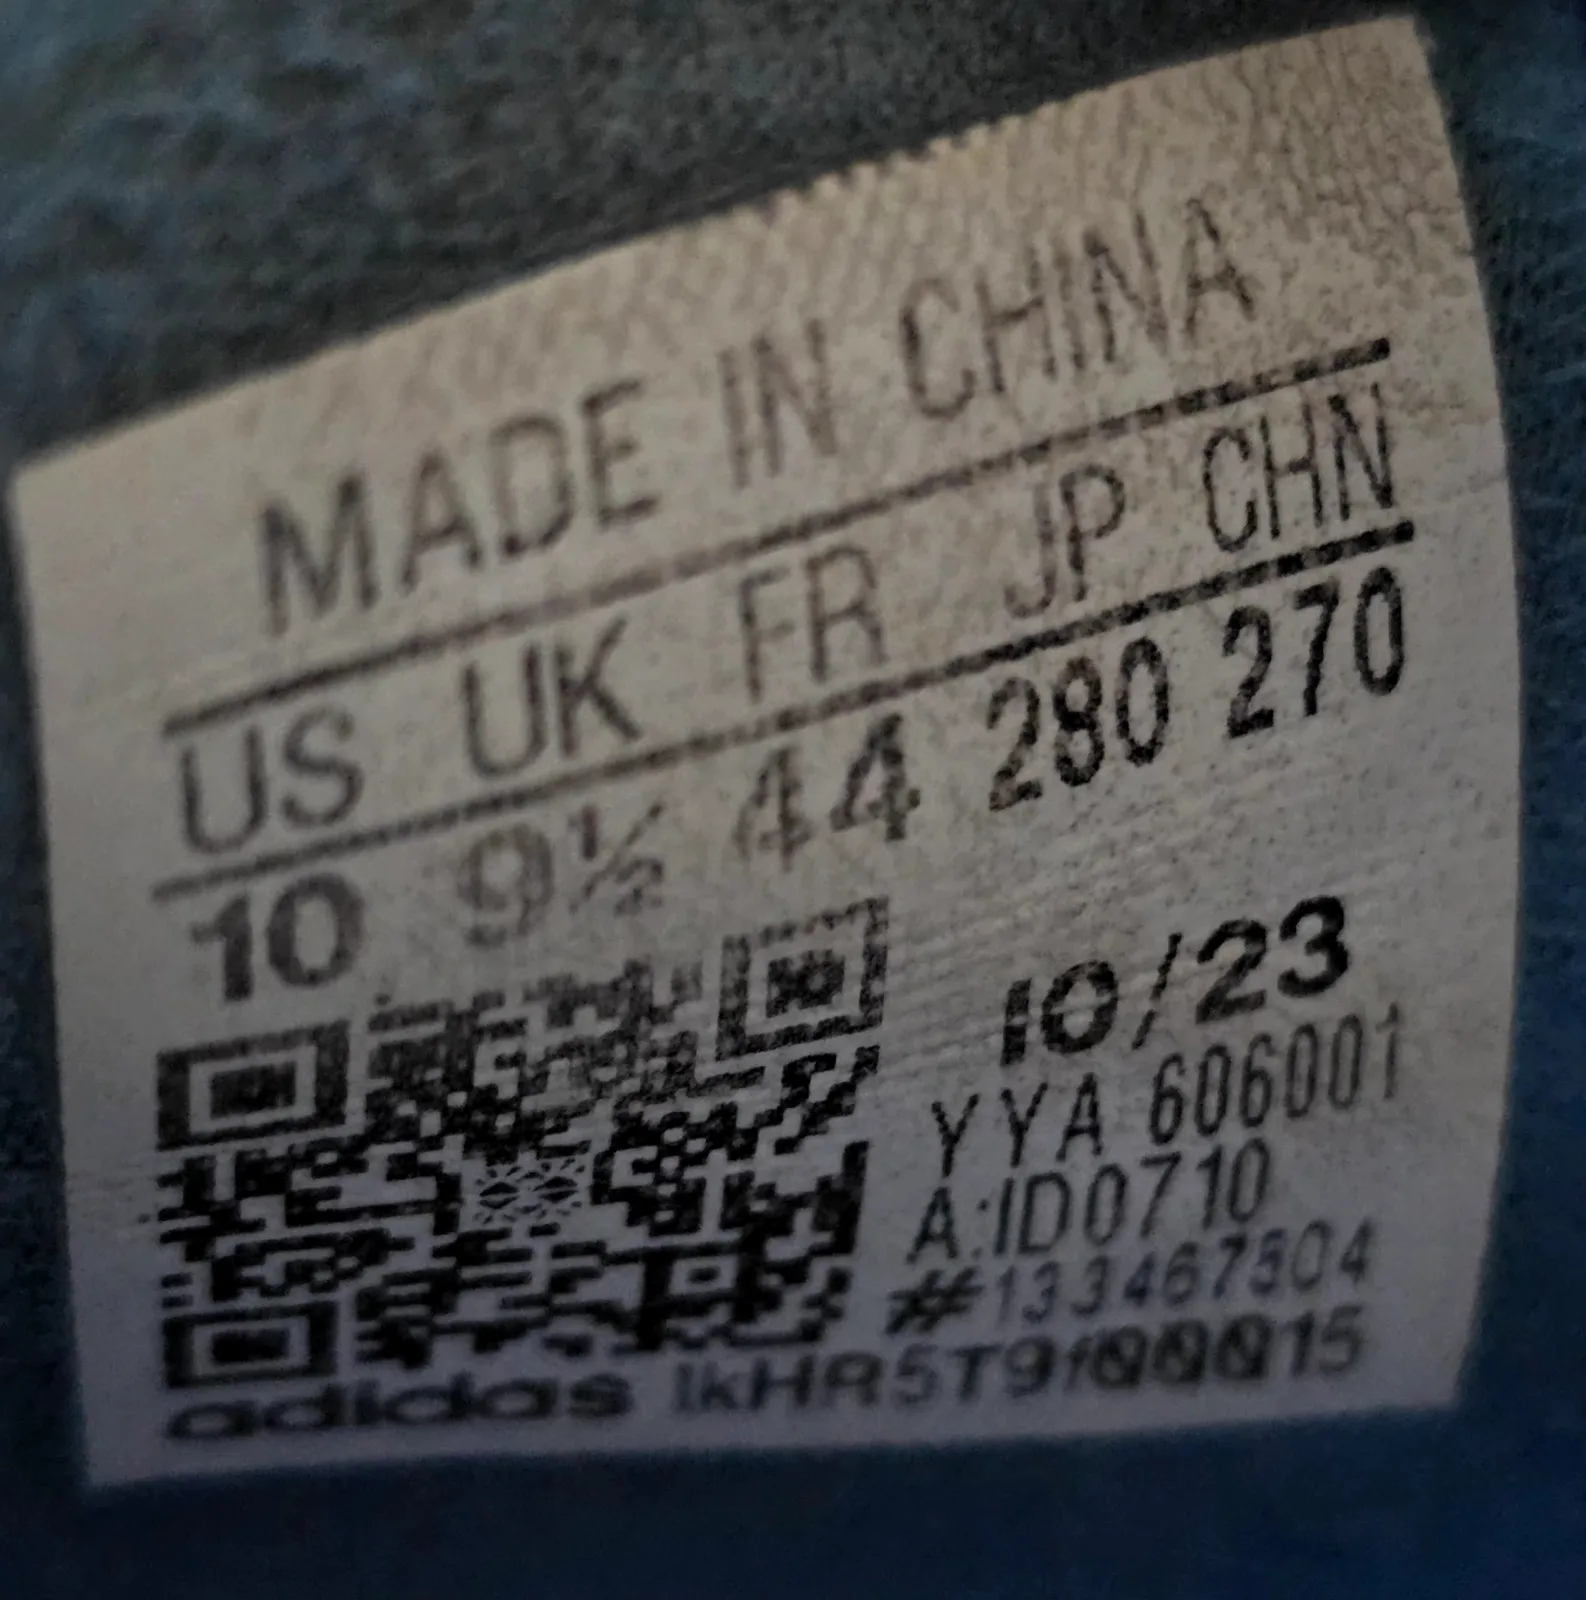 MADE IN CHINA
US UK FR JP CHN
10 9½ 44 280 270
10/23
YYA 606001
A:ID0710
#133467504
adidas 1kHR5T9f00015